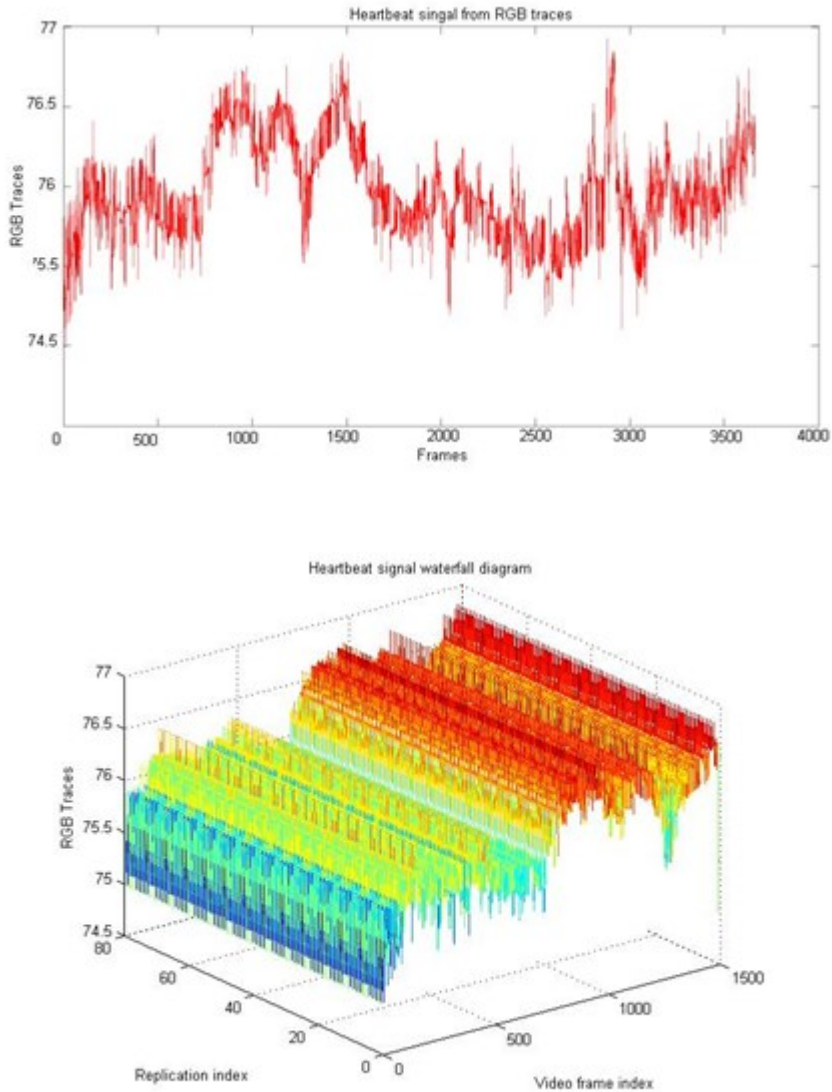 Heartbeat singal from RGB traces
77
76.5
76
75.5
74.5
RGB Traces
0 500 1000 1500 2000 2500 3000 3500 4000
Frames
Heartbeat signal waterfall diagram
77
76.5
76
75.5
75
74.5
RGB Traces
80 60 40 20 0
Replication index
0 500 1000 1500
Video frame index